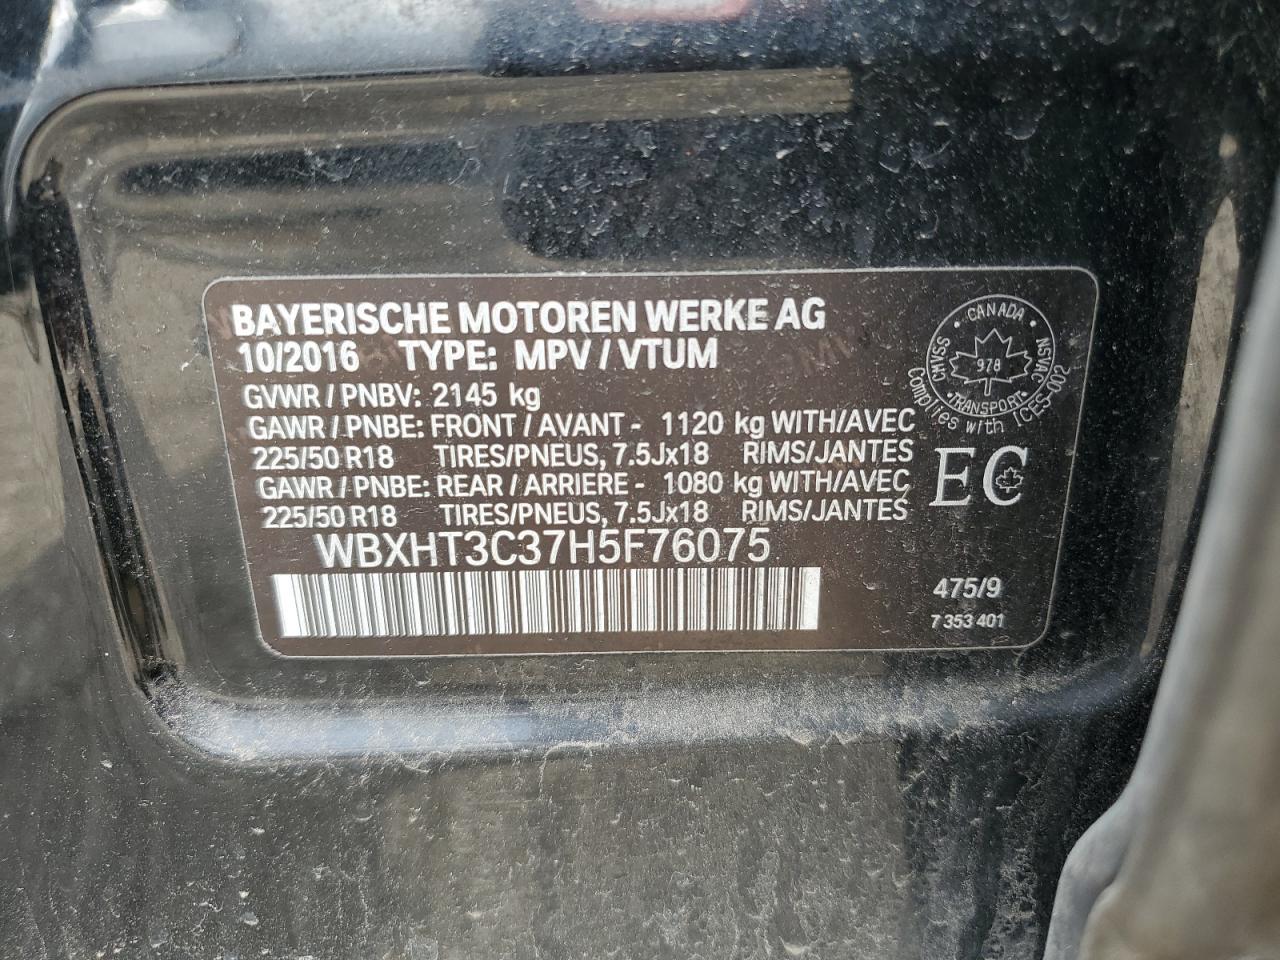 BAYERISCHE MOTOREN WERKE AG
10/2016 TYPE: MPV / VTUM
GVWR / PNBV: 2145 kg
GAWR / PNBE: FRONT / AVANT - 1120 kg WITH/AVEC
225/50 R18 TIRES/PNEUS, 7.5Jx18 RIMS/JANTES
GAWR / PNBE: REAR / ARRIERE - 1080 kg WITH/AVEC
225/50 R18 TIRES/PNEUS, 7.5Jx18 RIMS/JANTES
WBXHT3C37H5F76075
CANADA
CMVSS
NSVAC
978
TRANSPORT
Complies with ICES-002
EC
475/9
7 353 401